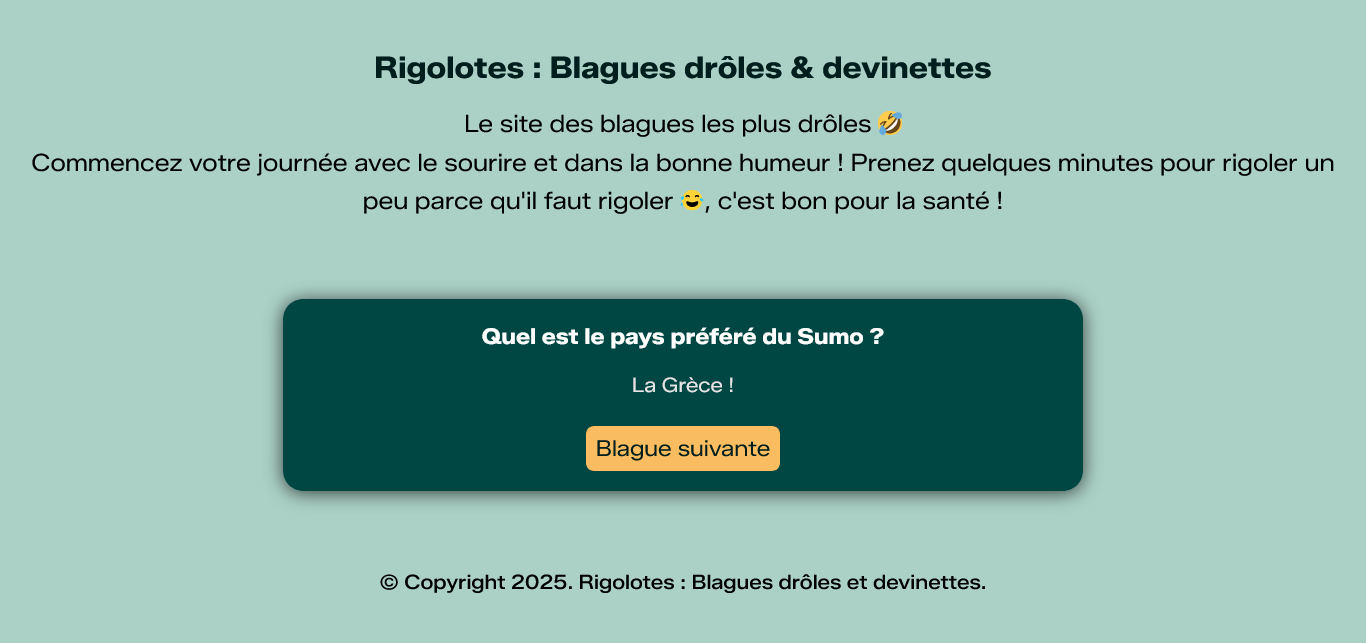 Rigolotes : Blagues drôles & devinettes
Le site des blagues les plus drôles 🤣
Commencez votre journée avec le sourire et dans la bonne humeur ! Prenez quelques minutes pour rigoler un
peu parce qu'il faut rigoler 😂, c'est bon pour la santé !
Quel est le pays préféré du Sumo ?
La Grèce !
Blague suivante
© Copyright 2025. Rigolotes : Blagues drôles et devinettes.